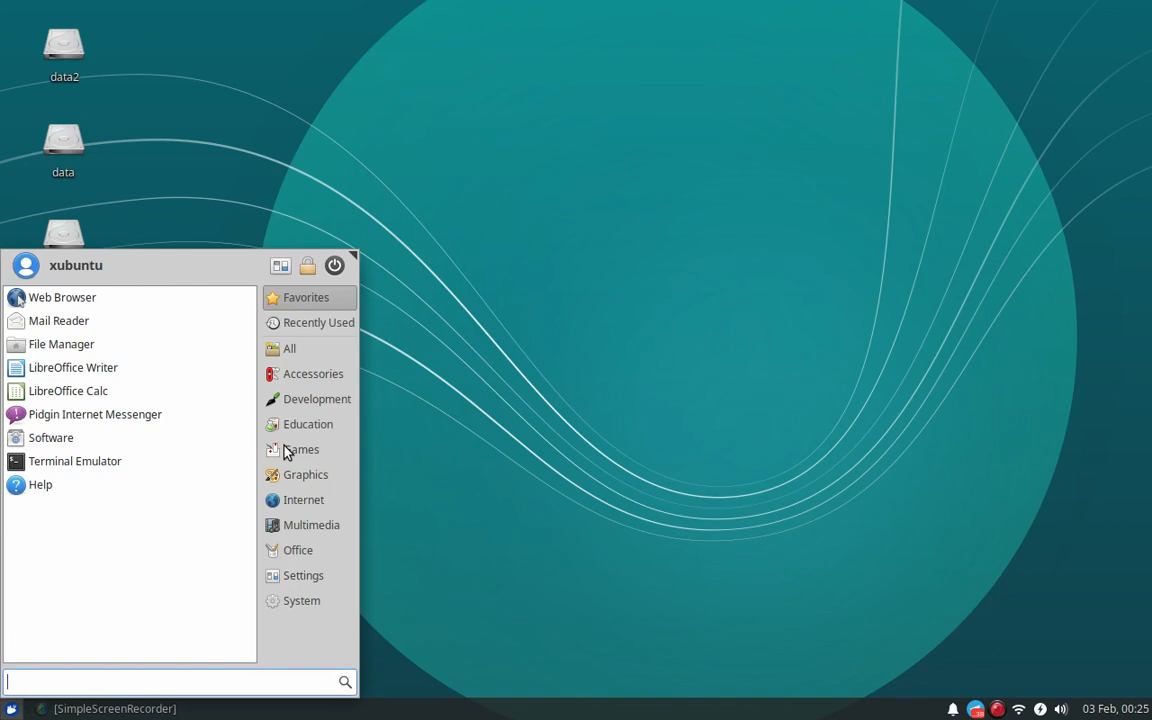 data2
data
xubuntu
Web Browser
Mail Reader
File Manager
LibreOffice Writer
LibreOffice Calc
Pidgin Internet Messenger
Software
Terminal Emulator
Help
Favorites
Recently Used
All
Accessories
Development
Education
Games
Graphics
Internet
Multimedia
Office
Settings
System
[SimpleScreenRecorder]
03 Feb, 00:25